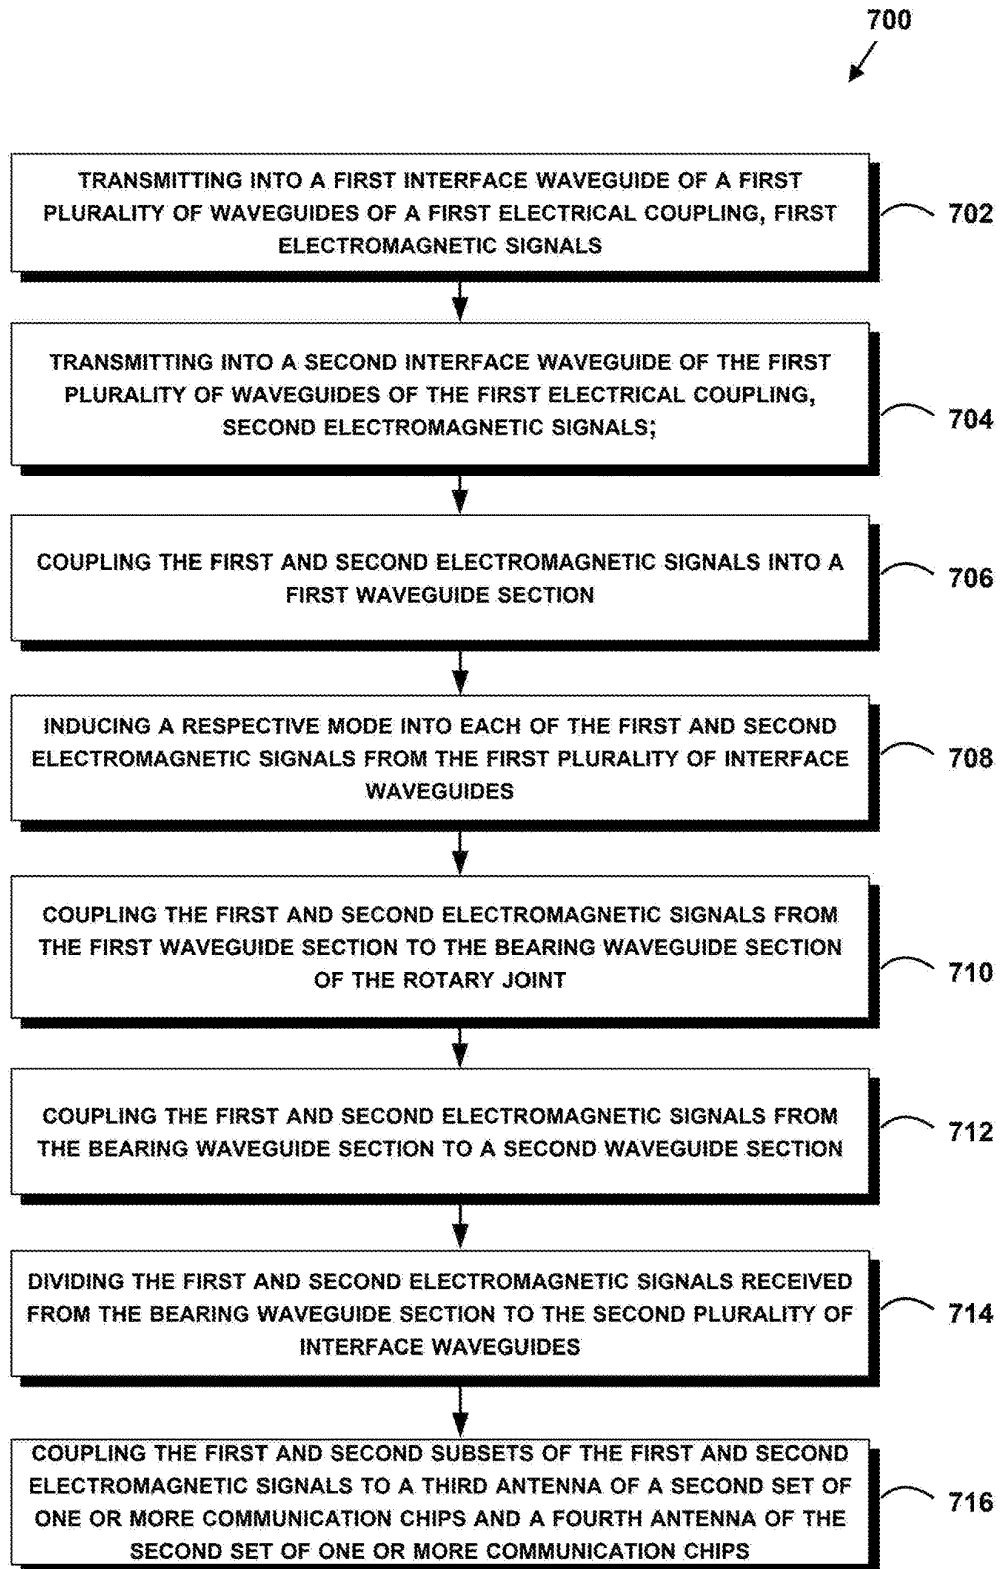 700
TRANSMITTING INTO A FIRST INTERFACE WAVEGUIDE OF A FIRST
PLURALITY OF WAVEGUIDES OF A FIRST ELECTRICAL COUPLING, FIRST
ELECTROMAGNETIC SIGNALS
702
TRANSMITTING INTO A SECOND INTERFACE WAVEGUIDE OF THE FIRST
PLURALITY OF WAVEGUIDES OF THE FIRST ELECTRICAL COUPLING,
SECOND ELECTROMAGNETIC SIGNALS;
704
COUPLING THE FIRST AND SECOND ELECTROMAGNETIC SIGNALS INTO A
FIRST WAVEGUIDE SECTION
706
INDUCING A RESPECTIVE MODE INTO EACH OF THE FIRST AND SECOND
ELECTROMAGNETIC SIGNALS FROM THE FIRST PLURALITY OF INTERFACE
WAVEGUIDES
708
COUPLING THE FIRST AND SECOND ELECTROMAGNETIC SIGNALS FROM
THE FIRST WAVEGUIDE SECTION TO THE BEARING WAVEGUIDE SECTION
OF THE ROTARY JOINT
710
COUPLING THE FIRST AND SECOND ELECTROMAGNETIC SIGNALS FROM
THE BEARING WAVEGUIDE SECTION TO A SECOND WAVEGUIDE SECTION
712
DIVIDING THE FIRST AND SECOND ELECTROMAGNETIC SIGNALS RECEIVED
FROM THE BEARING WAVEGUIDE SECTION TO THE SECOND PLURALITY OF
INTERFACE WAVEGUIDES
714
COUPLING THE FIRST AND SECOND SUBSETS OF THE FIRST AND SECOND
ELECTROMAGNETIC SIGNALS TO A THIRD ANTENNA OF A SECOND SET OF
ONE OR MORE COMMUNICATION CHIPS AND A FOURTH ANTENNA OF THE
SECOND SET OF ONE OR MORE COMMUNICATION CHIPS
716